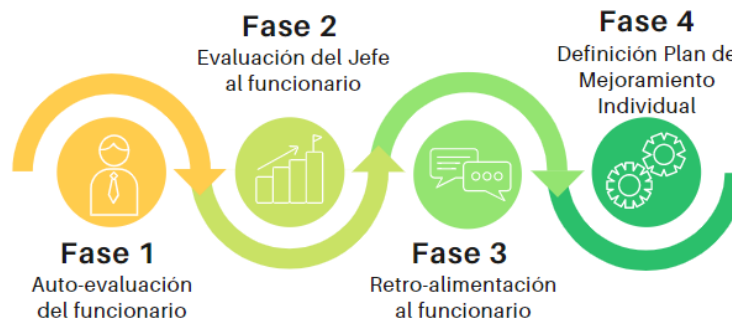 Fase 1
Auto-evaluación
del funcionario
Fase 2
Evaluación del Jefe
al funcionario
Fase 3
Retro-alimentación
al funcionario
Fase 4
Definición Plan de
Mejoramiento
Individual